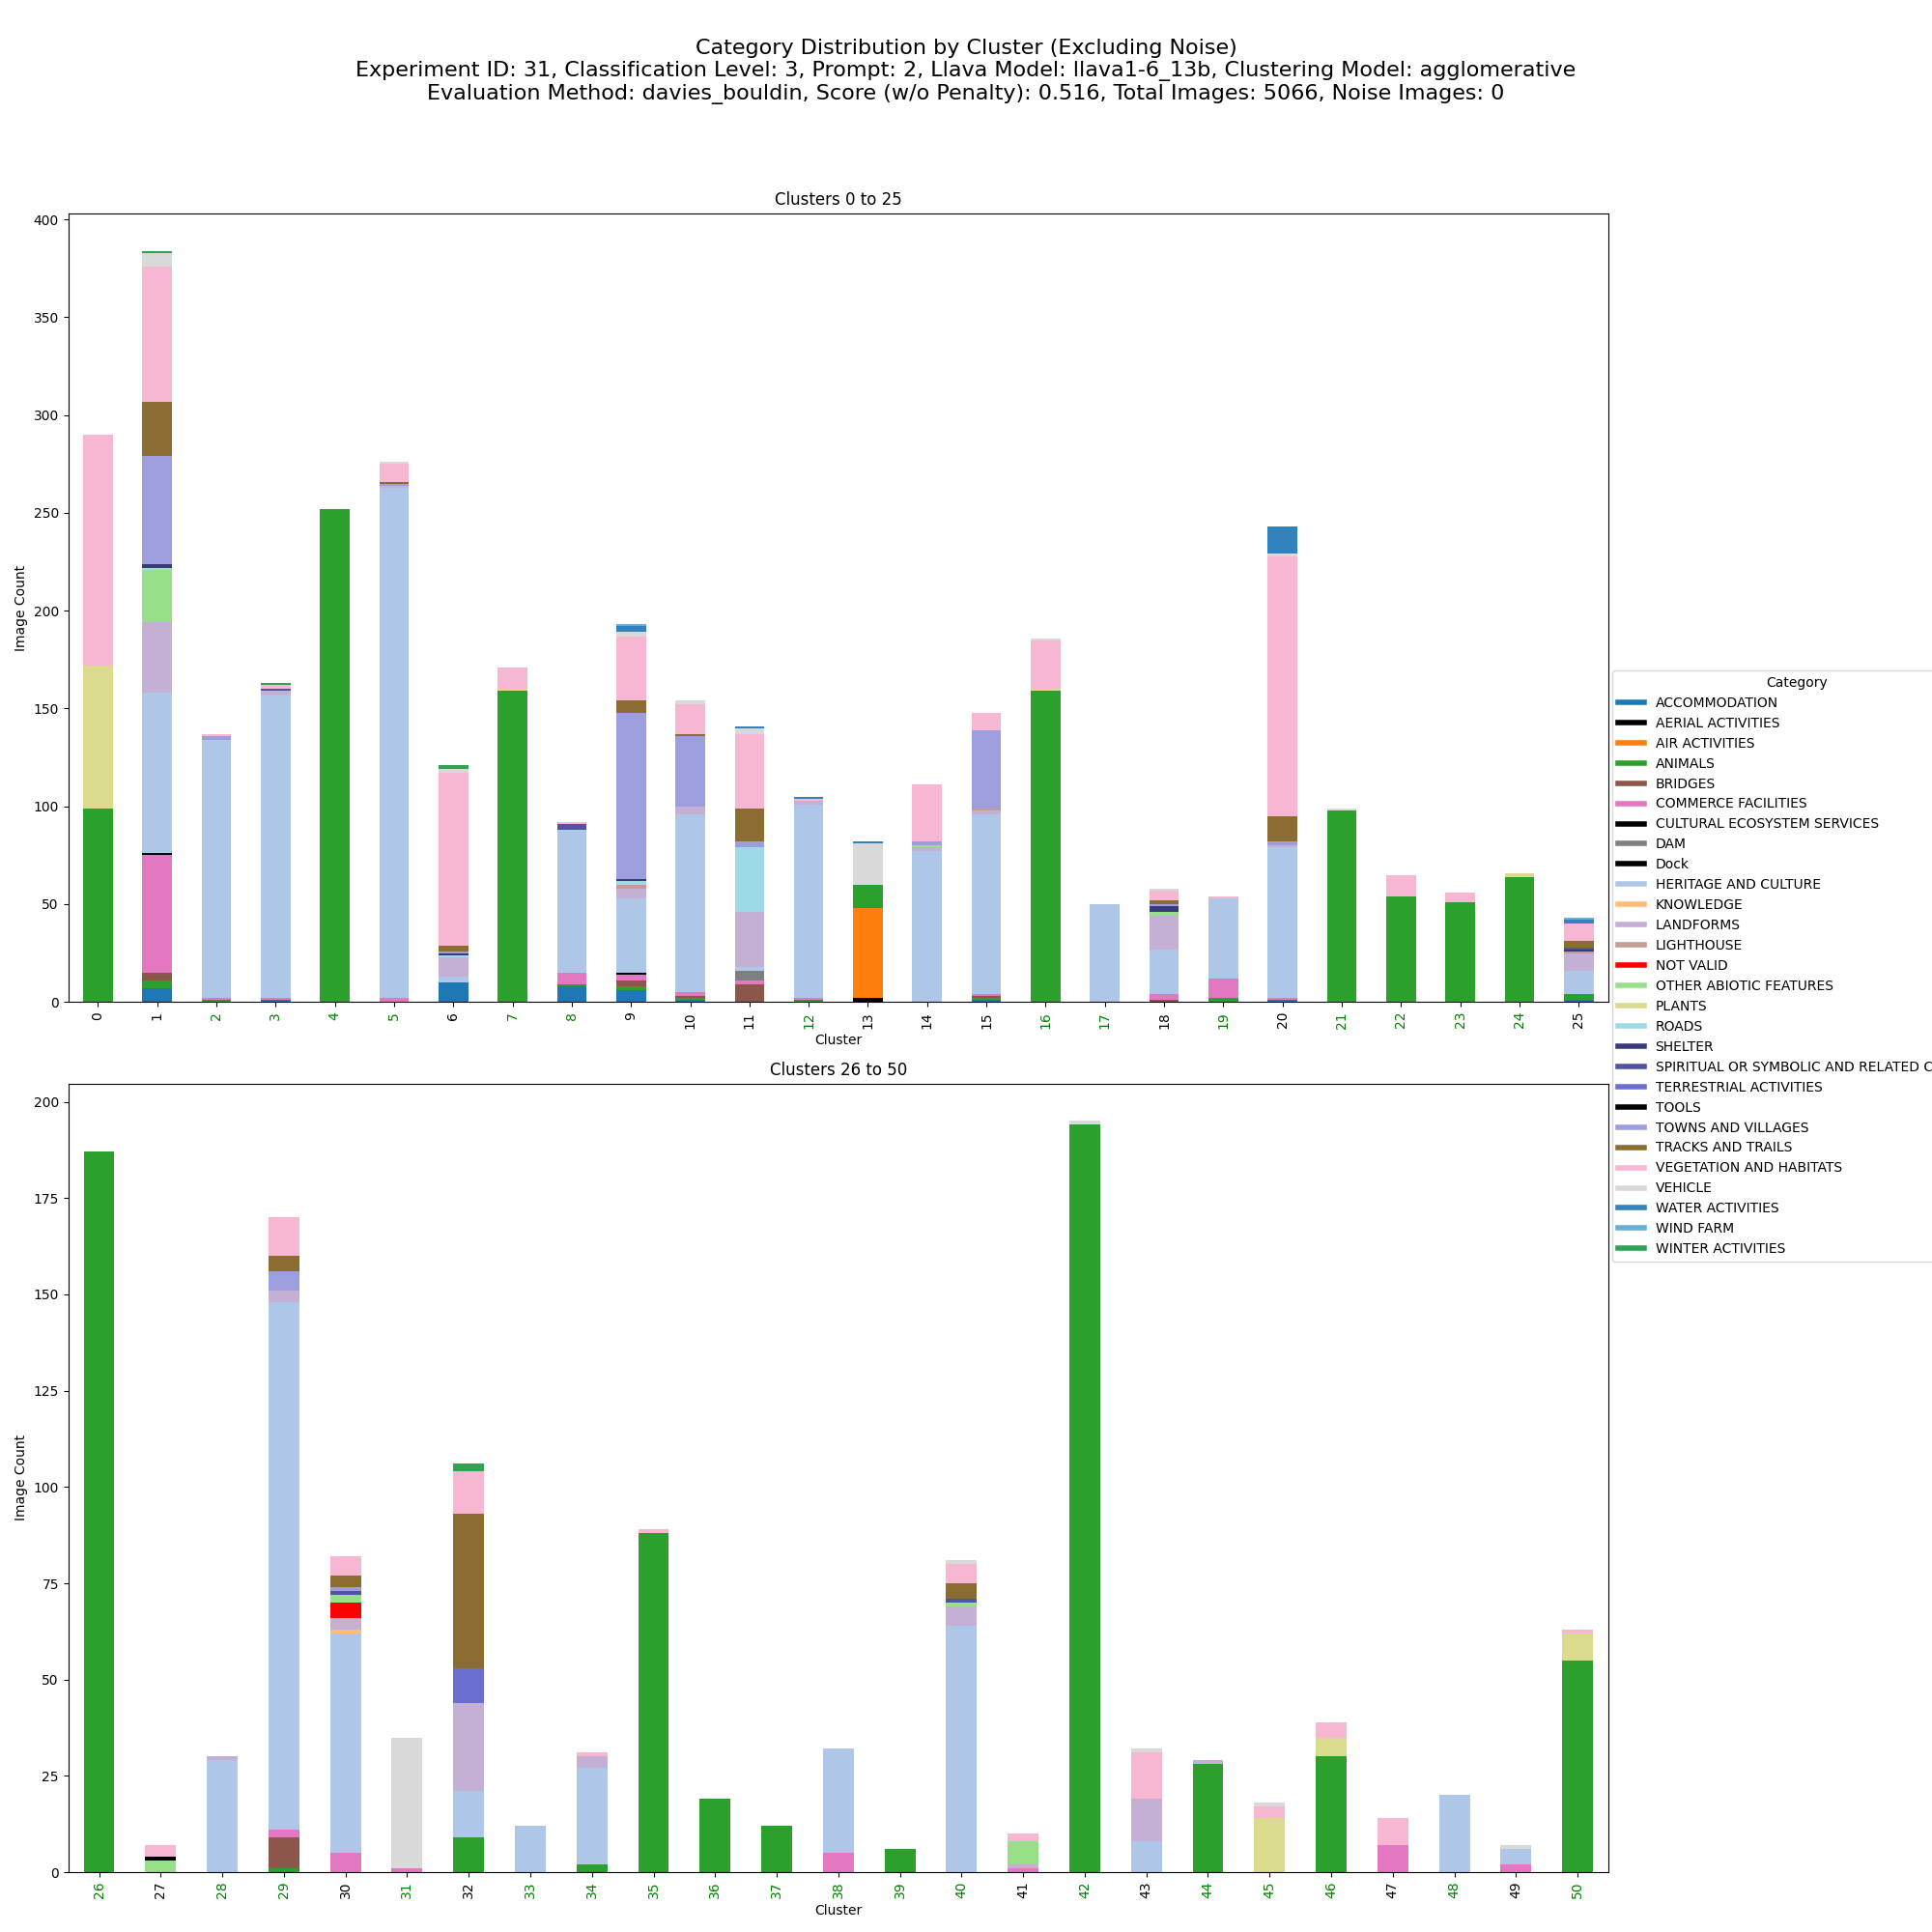 Category Distribution by Cluster (Excluding Noise)
Experiment ID: 31, Classification Level: 3, Prompt: 2, Llava Model: llava1-6_13b, Clustering Model: agglomerative
Evaluation Method: davies_bouldin, Score (w/o Penalty): 0.516, Total Images: 5066, Noise Images: 0
Clusters 0 to 25
400
350
300
250
200
150
100
50
0
Image Count
0 1 2 3 4 5 6 7 8 9 10 11 12 13 14 15 16 17 18 19 20 21 22 23 24 25
Cluster
Clusters 26 to 50
200
175
150
125
100
75
50
25
0
Image Count
26 27 28 29 30 31 32 33 34 35 36 37 38 39 40 41 42 43 44 45 46 47 48 49 50
Cluster
Category
ACCOMMODATION
AERIAL ACTIVITIES
AIR ACTIVITIES
ANIMALS
BRIDGES
COMMERCE FACILITIES
CULTURAL ECOSYSTEM SERVICES
DAM
Dock
HERITAGE AND CULTURE
KNOWLEDGE
LANDFORMS
LIGHTHOUSE
NOT VALID
OTHER ABIOTIC FEATURES
PLANTS
ROADS
SHELTER
SPIRITUAL OR SYMBOLIC AND RELATED
TERRESTRIAL ACTIVITIES
TOOLS
TOWNS AND VILLAGES
TRACKS AND TRAILS
VEGETATION AND HABITATS
VEHICLE
WATER ACTIVITIES
WIND FARM
WINTER ACTIVITIES